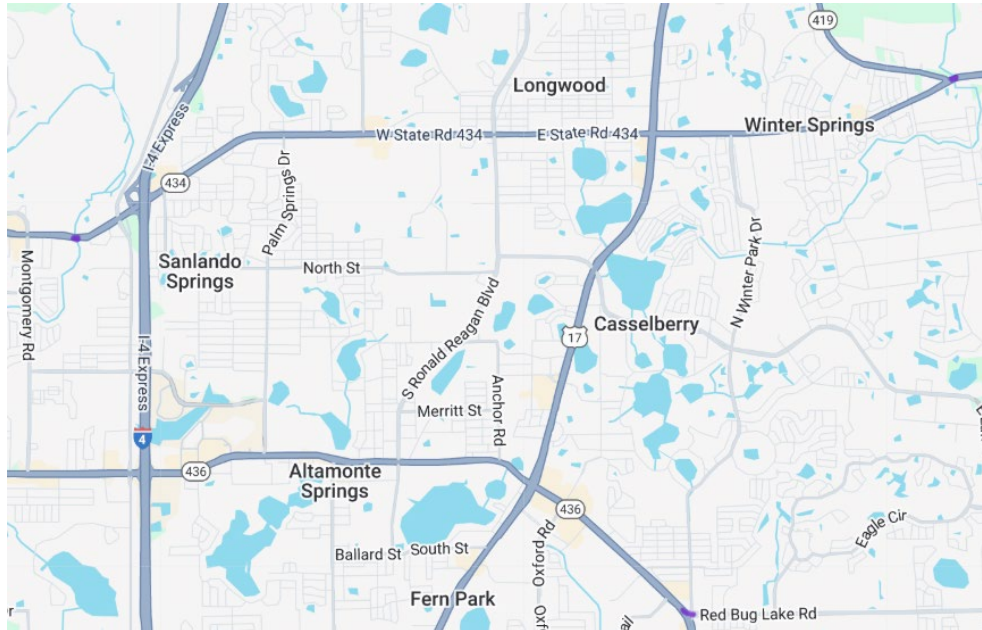 419
Longwood
I-4 Express
W State Rd 434
E State Rd 434
Winter Springs
434
Palm Springs Dr
Sanlando
Springs
North St
N Winter Park Dr
Montgomery Rd
S Ronald Reagan Blvd
17
Casselberry
I-4 Express
Anchor Rd
Merritt St
4
436
Altamonte
Springs
436
Eagle Cir
Ballard St
South St
Oxford Rd
Fern Park
Red Bug Lake Rd